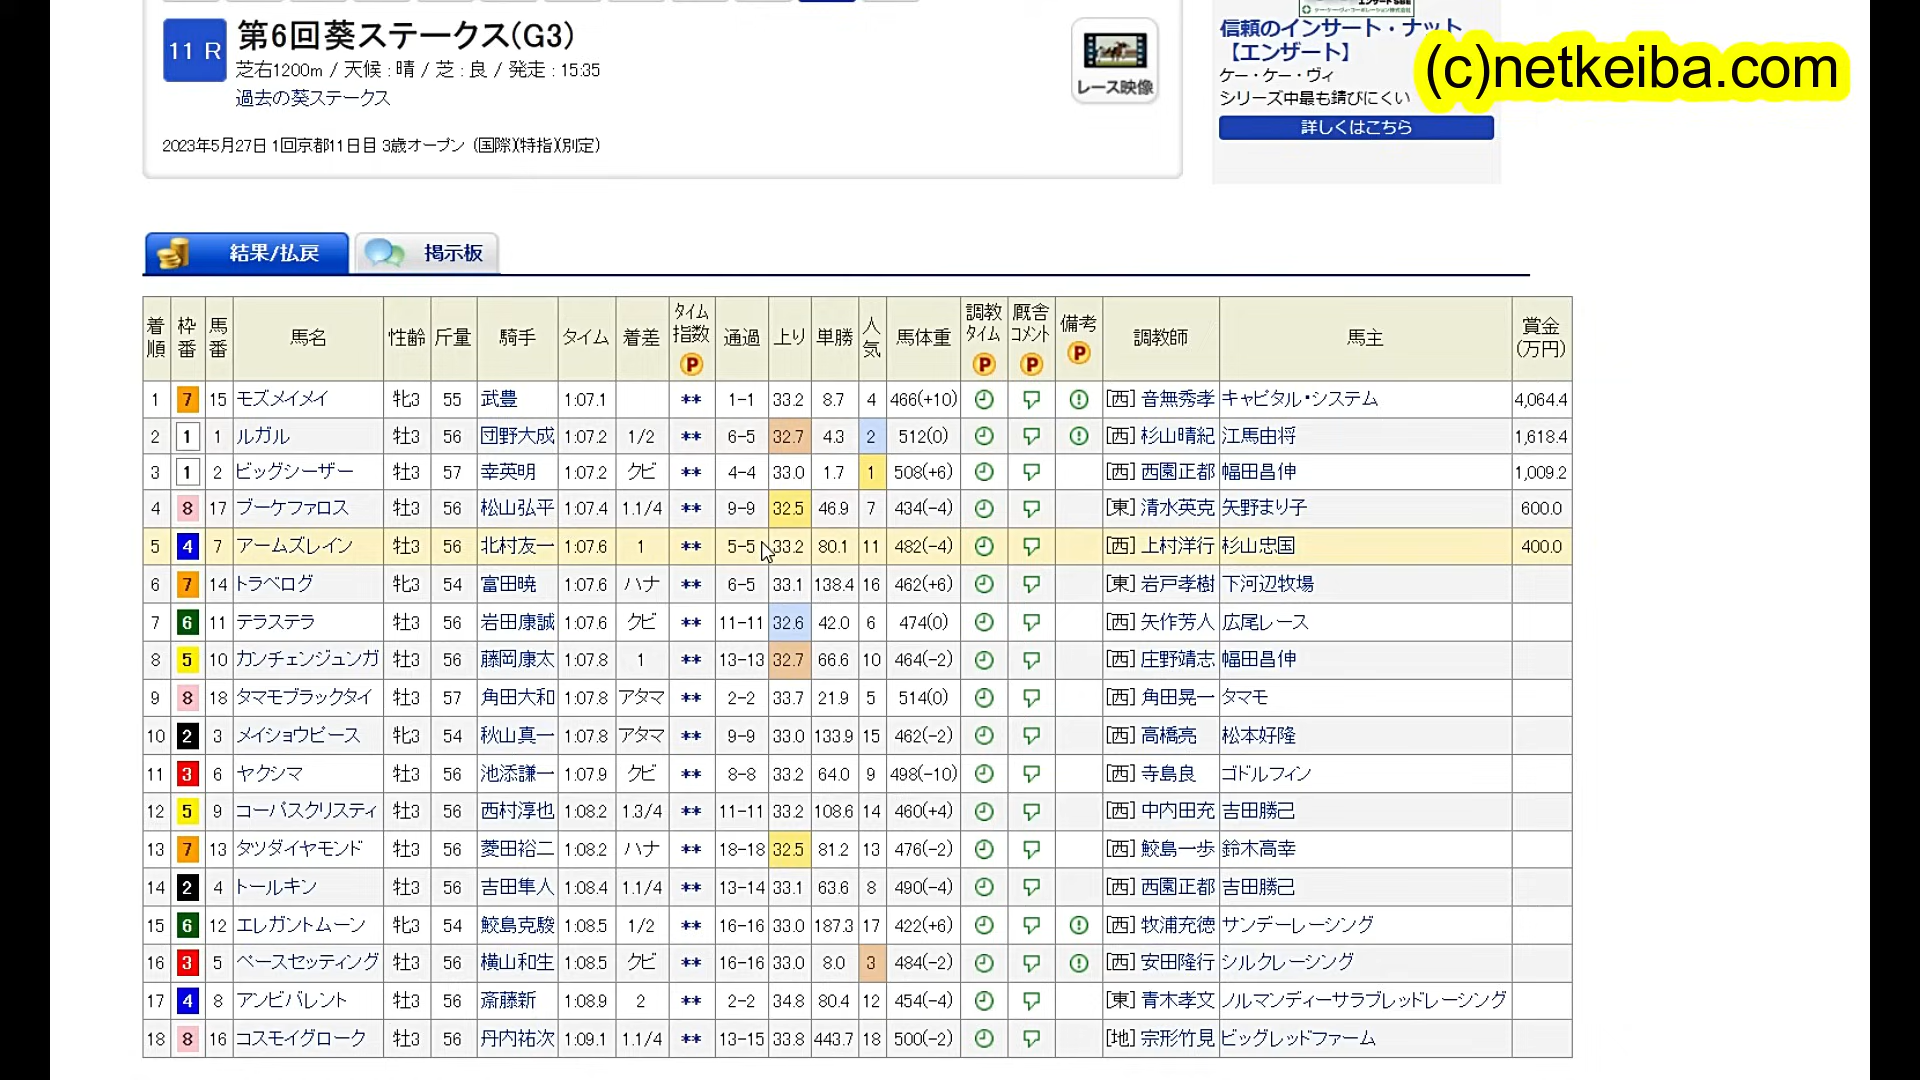 11 R
第6回葵ステークス(G3)
芝右1200m / 天候 : 晴 / 芝 : 良 / 発走 : 15:35
過去の葵ステークス
レース映像
2023年5月27日 1回京都11日目 3歳オープン (国際)(特指)(別定)
信頼のインサート・ナット
【エンザート】
ケー・ケー・ヴィ
シリーズ中最も錆びにくい
詳しくはこちら
(c)netkeiba.com
結果/払戻 掲示板
着順 枠番 馬番 馬名 性齢 斤量 騎手 タイム 着差 タイム指数 通過 上り 単勝 人気 馬体重 調教タイム 厩舎コメント 備考 調教師 馬主 賞金(万円)
1 7 15 モズメイメイ 牝3 55 武豊 1:07.1 ** 1-1 33.2 8.7 4 466(+10) [西] 音無秀孝 キャピタル・システム 4,064.4
2 1 1 ルガル 牡3 56 団野大成 1:07.2 1/2 ** 6-5 32.7 4.3 2 512(0) [西] 杉山晴紀 江馬由将 1,618.4
3 1 2 ビッグシーザー 牡3 57 幸英明 1:07.2 クビ ** 4-4 33.0 1.7 1 508(+6) [西] 西園正都 幅田昌伸 1,009.2
4 8 17 ブーケファロス 牡3 56 松山弘平 1:07.4 1.1/4 ** 9-9 32.5 46.9 7 434(-4) [東] 清水英克 矢野まり子 600.0
5 4 7 アームズレイン 牡3 56 北村友一 1:07.6 1 ** 5-5 33.2 80.1 11 482(-4) [西] 上村洋行 杉山忠国 400.0
6 7 14 トラベログ 牝3 54 富田暁 1:07.6 ハナ ** 6-5 33.1 138.4 16 462(+6) [東] 岩戸孝樹 下河辺牧場
7 6 11 テラステラ 牡3 56 岩田康誠 1:07.6 クビ ** 11-11 32.6 42.0 6 474(0) [西] 矢作芳人 広尾レース
8 5 10 カンチェンジュンガ 牡3 56 藤岡康太 1:07.8 1 ** 13-13 32.7 66.6 10 464(-2) [西] 庄野靖志 幅田昌伸
9 8 18 タマモブラックタイ 牡3 57 角田大和 1:07.8 アタマ ** 2-2 33.7 21.9 5 514(0) [西] 角田晃一 タマモ
10 2 3 メイショウピース 牝3 54 秋山真一 1:07.8 アタマ ** 9-9 33.0 133.9 15 462(-2) [西] 高橋亮 松本好隆
11 3 6 ヤクシマ 牡3 56 池添謙一 1:07.9 クビ ** 8-8 33.2 64.0 9 498(-10) [西] 寺島良 ゴドルフィン
12 5 9 コーパスクリスティ 牡3 56 西村淳也 1:08.2 1.3/4 ** 11-11 33.2 108.6 14 460(+4) [西] 中内田充 吉田勝己
13 7 13 タツダイヤモンド 牡3 56 菱田裕二 1:08.2 ハナ ** 18-18 32.5 81.2 13 476(-2) [西] 鮫島一歩 鈴木高幸
14 2 4 トールキン 牡3 56 吉田隼人 1:08.4 1.1/4 ** 13-14 33.1 63.6 8 490(-4) [西] 西園正都 吉田勝己
15 6 12 エレガントムーン 牝3 54 鮫島克駿 1:08.5 1/2 ** 16-16 33.0 187.3 17 422(+6) [西] 牧浦充徳 サンデーレーシング
16 3 5 ペースセッティング 牡3 56 横山和生 1:08.5 クビ ** 16-16 33.0 8.0 3 484(-2) [西] 安田隆行 シルクレーシング
17 4 8 アンビバレント 牡3 56 斎藤新 1:08.9 2 ** 2-2 34.8 80.4 12 454(-4) [東] 青木孝文 ノルマンディーサラブレッドレーシング
18 8 16 コスモイグローク 牡3 56 丹内祐次 1:09.1 1.1/4 ** 13-15 33.8 443.7 18 500(-2) [地] 宗形竹見 ビッグレッドファーム